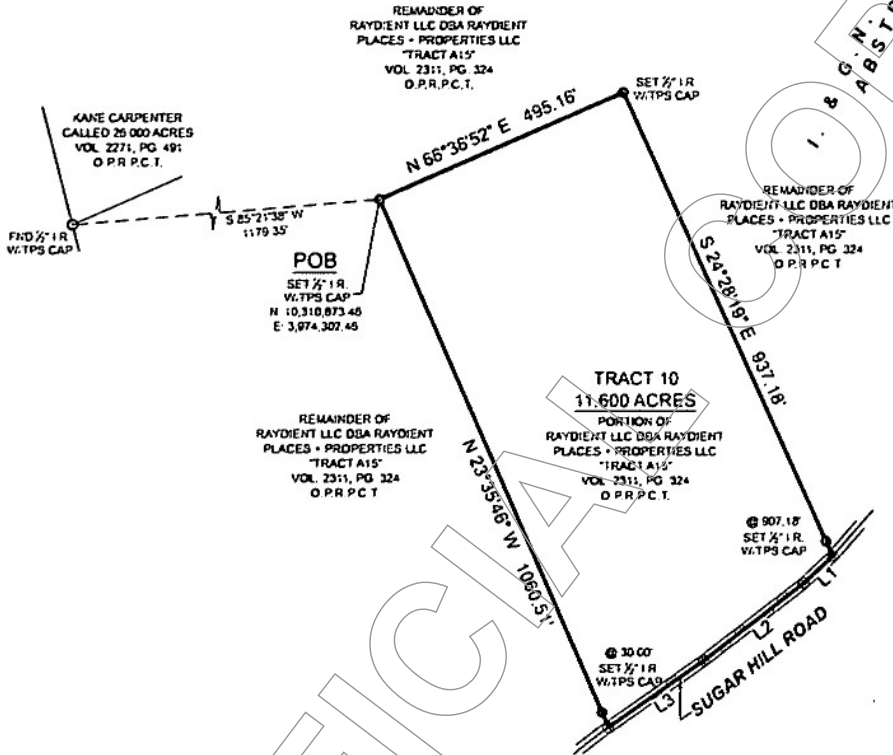 REMAINDER OF
RAYDIENT LLC DBA RAYDIENT
PLACES + PROPERTIES LLC
"TRACT A15"
VOL. 2311, PG. 324
O.P.R.P.C.T.
I. & G. N.
ABST
KANE CARPENTER
CALLED 26.000 ACRES
VOL. 2271, PG. 491
O.P.R.P.C.T.
N 66°36'52" E 495.16'
SET ½" I.R.
W/TPS CAP
FND ½" I.R.
W/TPS CAP
S 85°21'38" W
1179.35'
POB
SET ½" I.R.
W/TPS CAP
N: 10,310,873.46
E: 3,974,302.45
REMAINDER OF
RAYDIENT LLC DBA RAYDIENT
PLACES + PROPERTIES LLC
"TRACT A15"
VOL. 2311, PG. 324
O.P.R.P.C.T.
S 24°28'19" E 937.18'
TRACT 10
11.600 ACRES
PORTION OF
RAYDIENT LLC DBA RAYDIENT
PLACES + PROPERTIES LLC
"TRACT A15"
VOL. 2311, PG. 324
O.P.R.P.C.T.
REMAINDER OF
RAYDIENT LLC DBA RAYDIENT
PLACES + PROPERTIES LLC
"TRACT A15"
VOL. 2311, PG. 324
O.P.R.P.C.T.
N 23°35'46" W 1060.51'
@ 907.18'
SET ½" I.R.
W/TPS CAP
@ 30.00'
SET ½" I.R.
W/TPS CAP
L1
L2
L3
SUGAR HILL ROAD